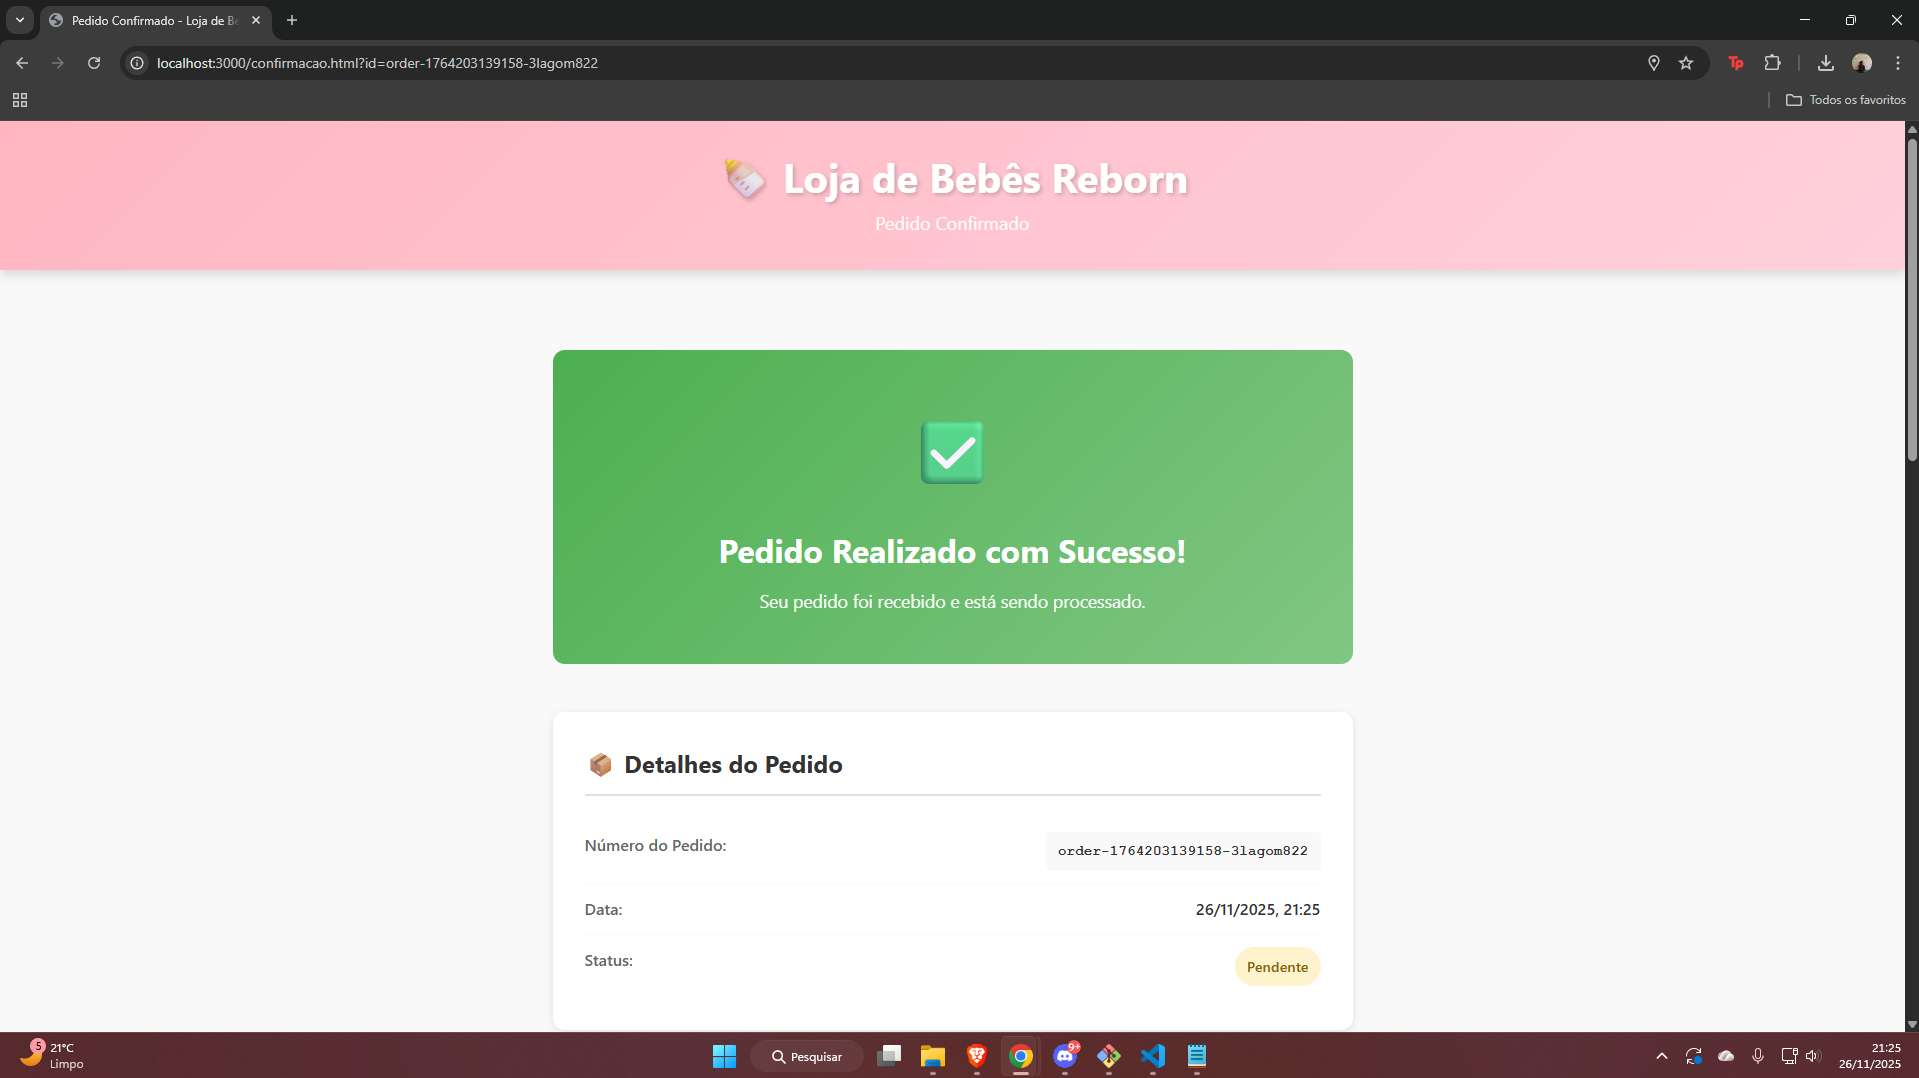 Pedido Confirmado - Loja de Be
localhost:3000/confirmacao.html?id=order-1764203139158-3lagom822
Tp
Todos os favoritos
Loja de Bebês Reborn
Pedido Confirmado
Pedido Realizado com Sucesso!
Seu pedido foi recebido e está sendo processado.
Detalhes do Pedido
Número do Pedido:
order-1764203139158-3lagom822
Data:
26/11/2025, 21:25
Status:
Pendente
5
21°C
Limpo
Pesquisar
9+
21:25
26/11/2025